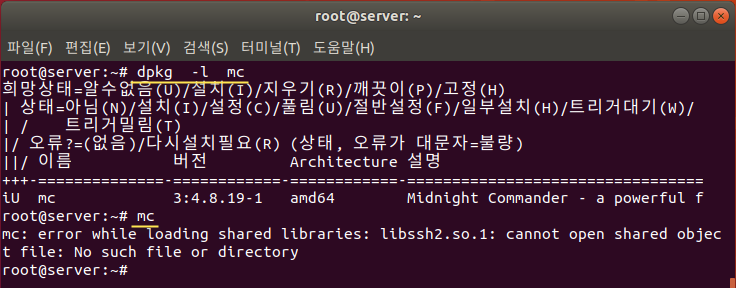 root@server: ~
파일(F) 편집(E) 보기(V) 검색(S) 터미널(T) 도움말(H)
root@server:~# dpkg -l mc
희망상태=알수없음(U)/설치(I)/지우기(R)/깨끗이(P)/고정(H)
| 상태=아님(N)/설치(I)/설정(C)/풀림(U)/절반설정(F)/일부설치(H)/트리거대기(W)/
| / 트리거밀림(T)
|/ 오류?=(없음)/다시설치필요(R) (상태, 오류가 대문자=불량)
||/ 이름 버전 Architecture 설명
+++-==============-============-============-=================================
iU mc 3:4.8.19-1 amd64 Midnight Commander - a powerful f
root@server:~# mc
mc: error while loading shared libraries: libssh2.so.1: cannot open shared objec
t file: No such file or directory
root@server:~#